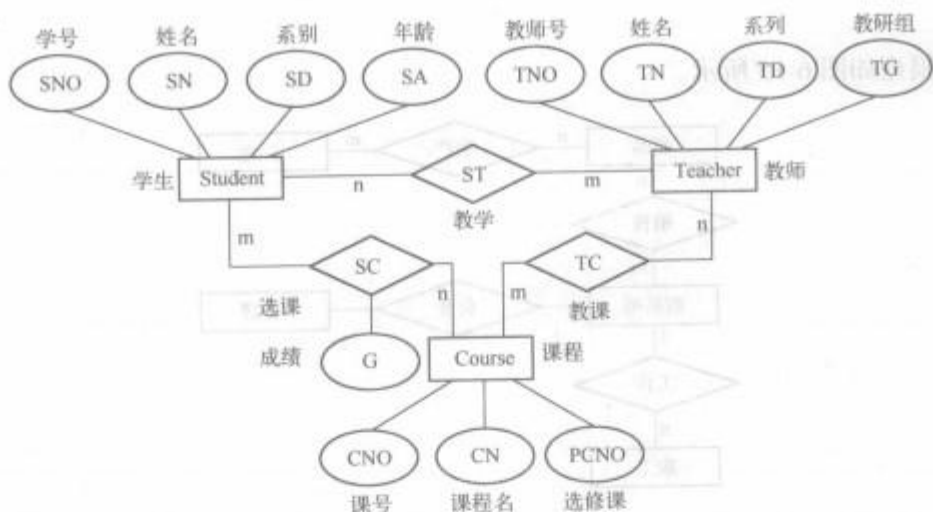 学号 姓名 系别 年龄 教师号 姓名 系列 教研组
SNO SN SD SA TNO TN TD TG
学生 Student n ST m Teacher 教师
教学
m n
SC TC
选课 n m 教课
成绩 G Course 课程
CNO CN PCNO
课号 课程名 选修课